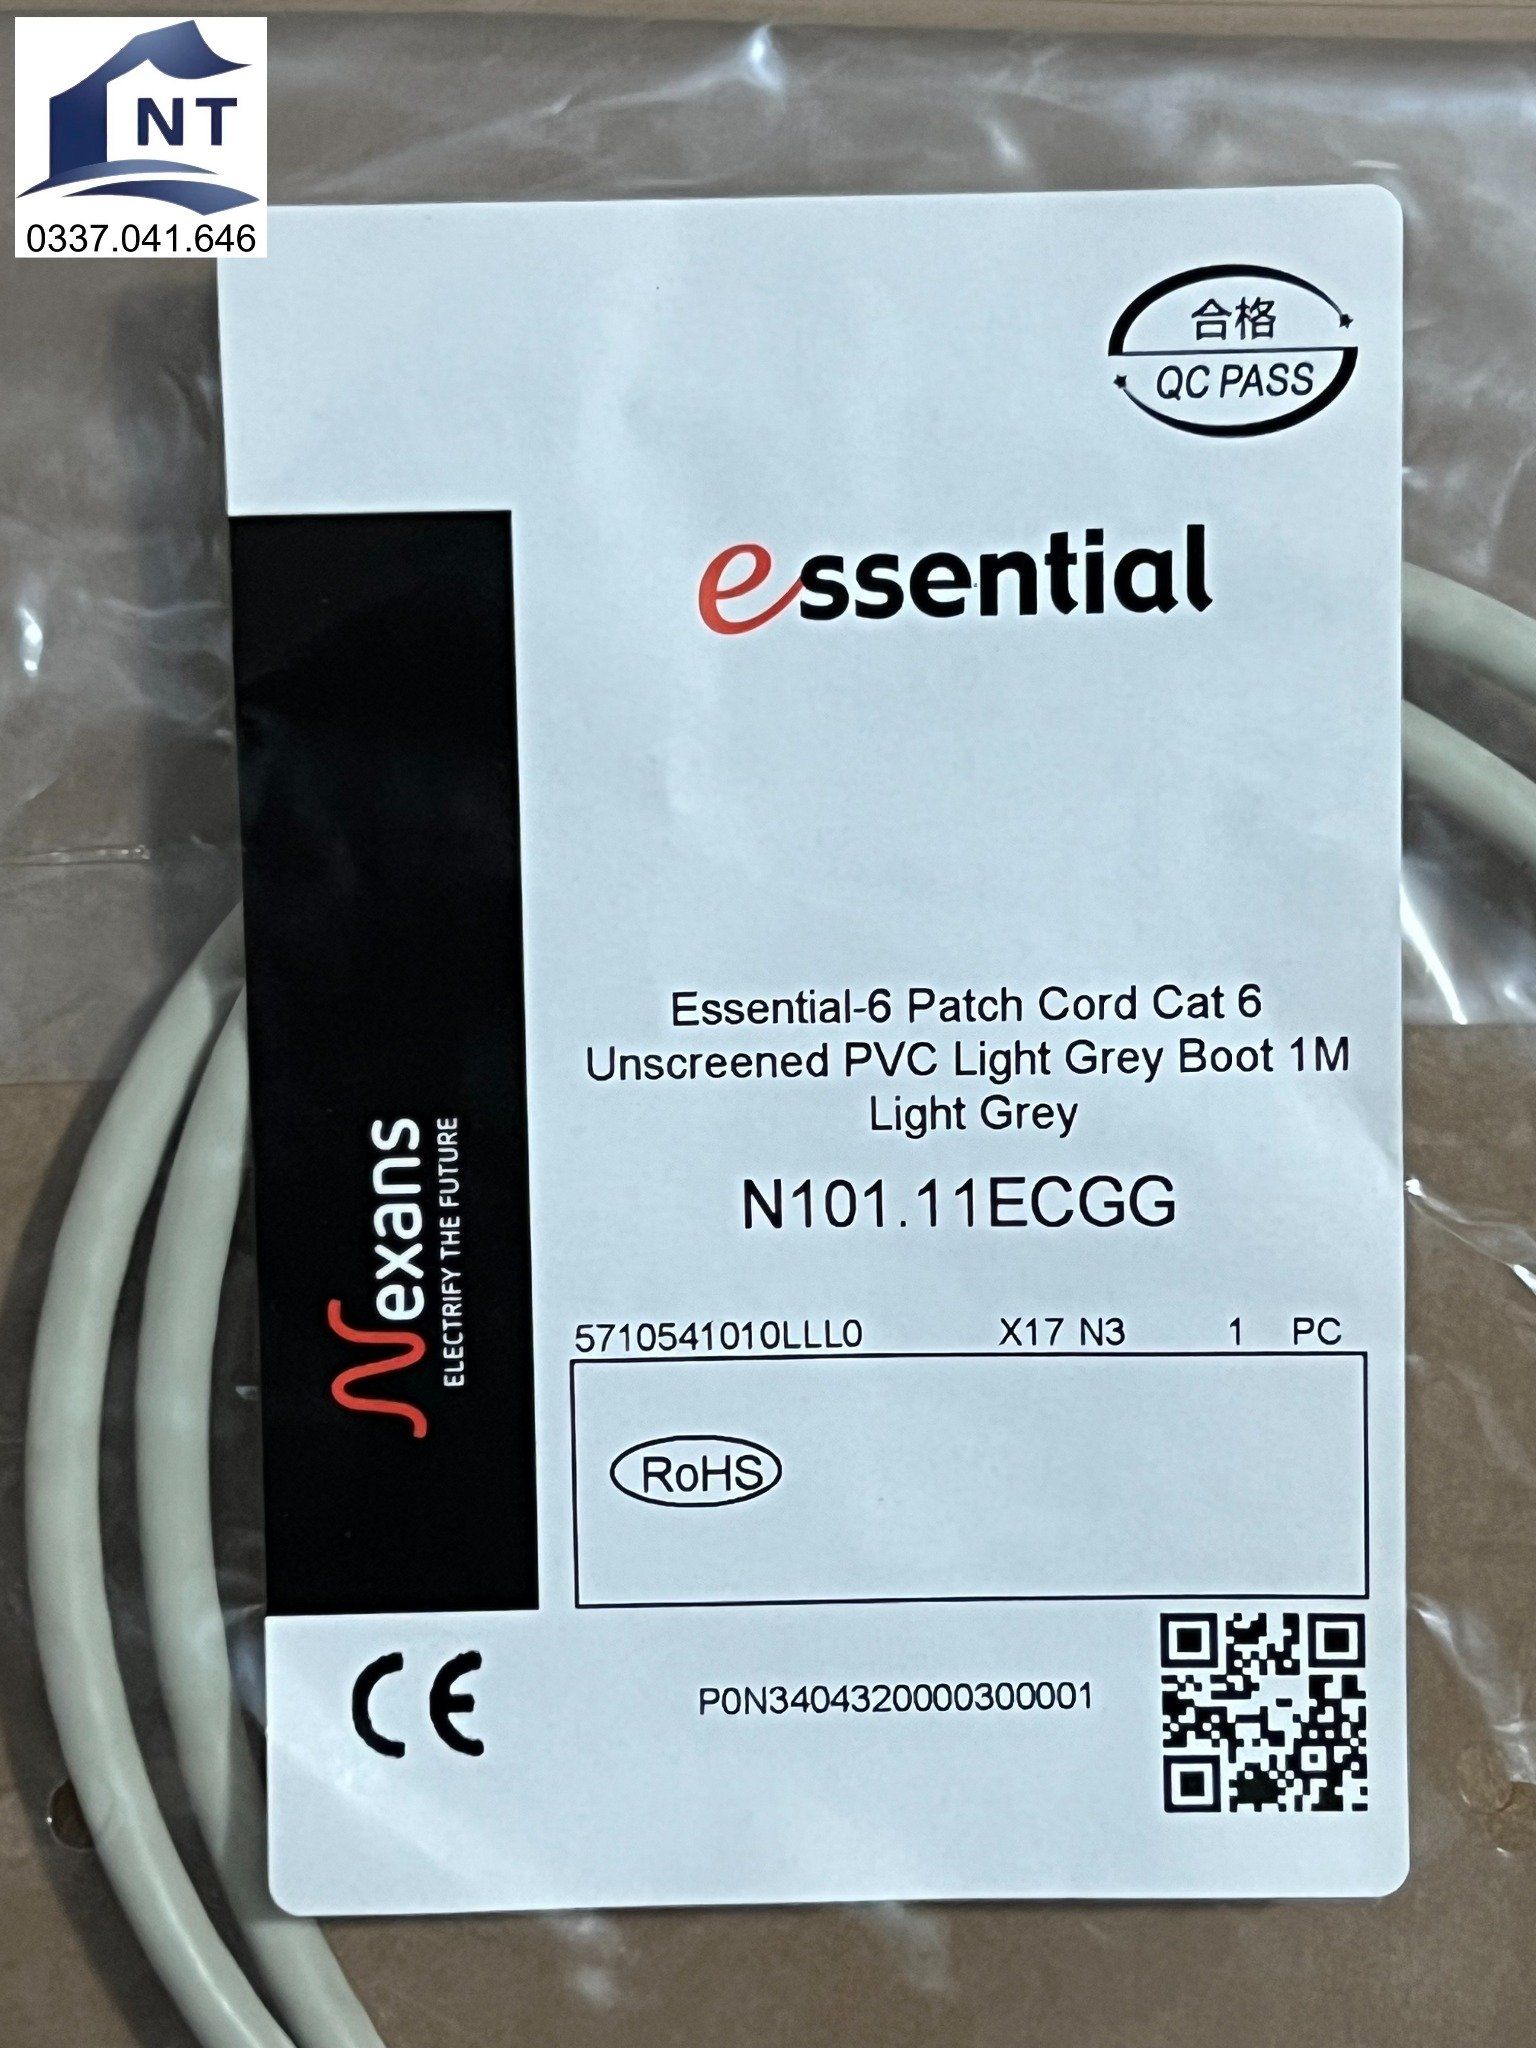 NT
0337.041.646
合格
QC PASS
essential
Essential-6 Patch Cord Cat 6
Unscreened PVC Light Grey Boot 1M
Light Grey
N101.11ECGG
Nexans
ELECTRIFY THE FUTURE
5710541010LLL0 X17 N3 1 PC
RoHS
CE
P0N3404320000300001